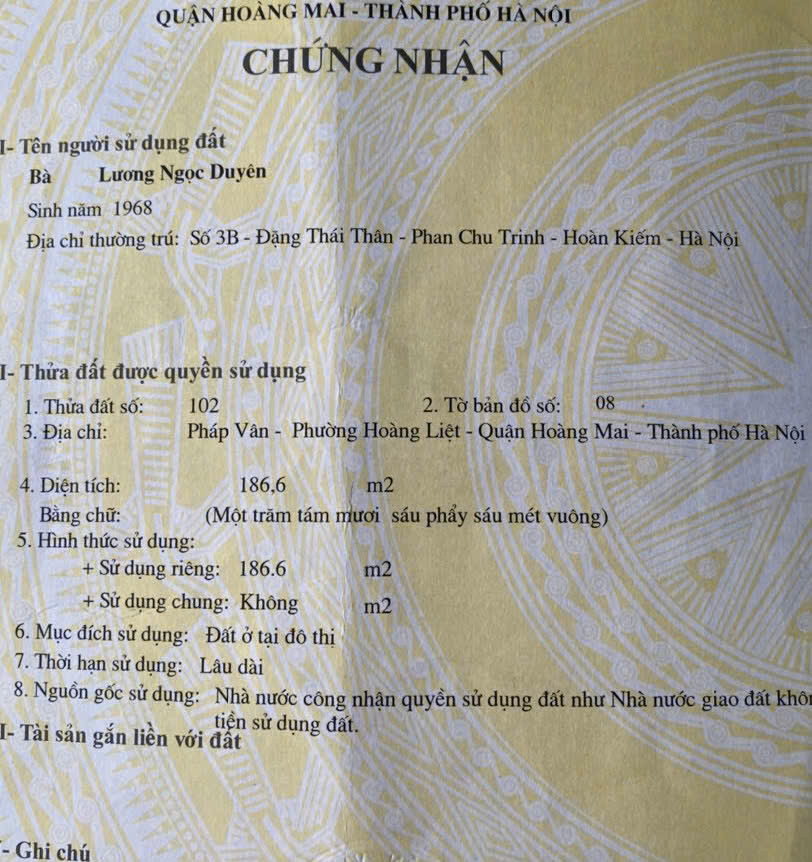 QUẬN HOÀNG MAI - THÀNH PHỐ HÀ NỘI
CHỨNG NHẬN
I- Tên người sử dụng đất
Bà Lương Ngọc Duyên
Sinh năm 1968
Địa chỉ thường trú: Số 3B - Đặng Thái Thân - Phan Chu Trinh - Hoàn Kiếm - Hà Nội
I- Thửa đất được quyền sử dụng
1. Thửa đất số: 102 2. Tờ bản đồ số: 08
3. Địa chỉ: Pháp Vân - Phường Hoàng Liệt - Quận Hoàng Mai - Thành phố Hà Nội
4. Diện tích: 186,6 m2
Bằng chữ: (Một trăm tám mươi sáu phẩy sáu mét vuông)
5. Hình thức sử dụng:
+ Sử dụng riêng: 186.6 m2
+ Sử dụng chung: Không m2
6. Mục đích sử dụng: Đất ở tại đô thị
7. Thời hạn sử dụng: Lâu dài
8. Nguồn gốc sử dụng: Nhà nước công nhận quyền sử dụng đất như Nhà nước giao đất khôn
tiền sử dụng đất.
I- Tài sản gắn liền với đất
- Ghi chú